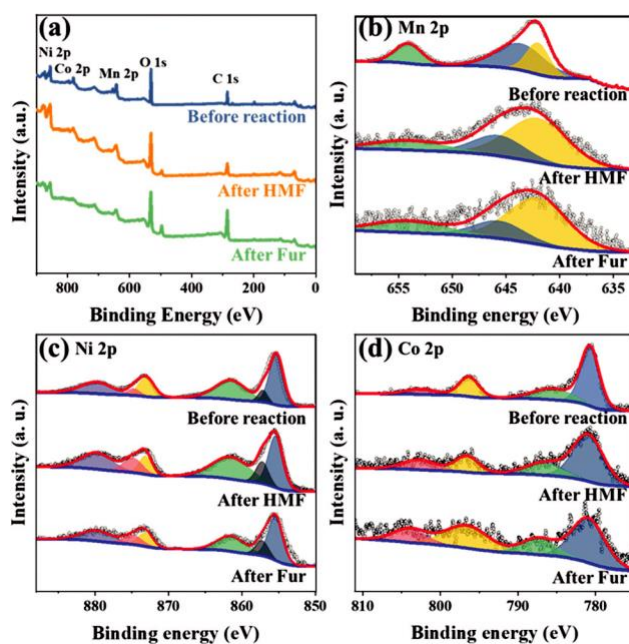 (a)
Ni 2p
Co 2p
Mn 2p
O 1s
C 1s
Before reaction
After HMF
After Fur
Intensity (a.u.)
800 600 400 200 0
Binding Energy (eV)
(b) Mn 2p
Before reaction
After HMF
After Fur
Intensity (a.u.)
655 650 645 640 635
Binding energy (eV)
(c) Ni 2p
Before reaction
After HMF
After Fur
Intensity (a. u.)
880 870 860 850
Binding energy (eV)
(d) Co 2p
Before reaction
After HMF
After Fur
Intensity (a. u.)
810 800 790 780
Binding energy (eV)